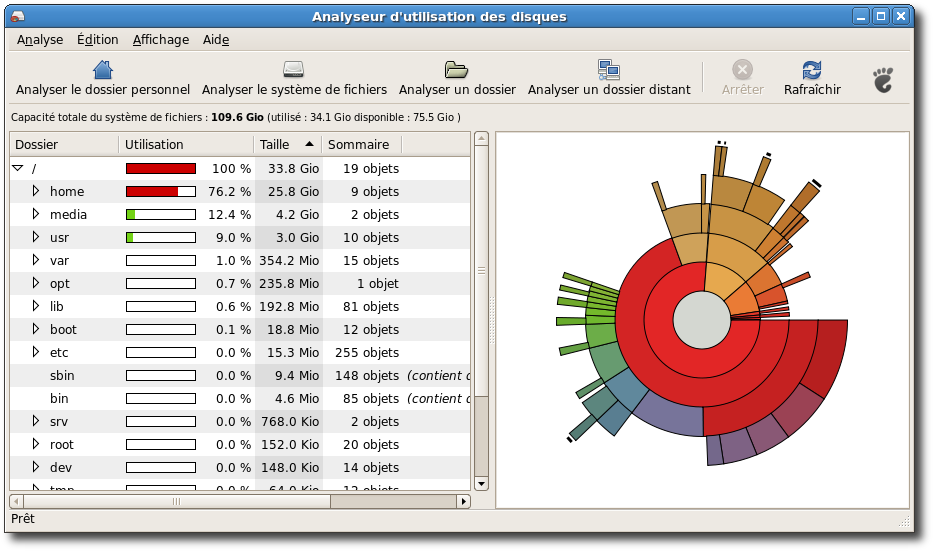 Analyseur d'utilisation des disques
Analyse Édition Affichage Aide
Analyser le dossier personnel Analyser le système de fichiers Analyser un dossier Analyser un dossier distant Arrêter Rafraîchir
Capacité totale du système de fichiers : 109.6 Gio (utilisé : 34.1 Gio disponible : 75.5 Gio )
Dossier Utilisation Taille Sommaire
/ 100 % 33.8 Gio 19 objets
home 76.2 % 25.8 Gio 9 objets
media 12.4 % 4.2 Gio 2 objets
usr 9.0 % 3.0 Gio 10 objets
var 1.0 % 354.2 Mio 15 objets
opt 0.7 % 235.8 Mio 1 objet
lib 0.6 % 192.8 Mio 81 objets
boot 0.1 % 18.8 Mio 12 objets
etc 0.0 % 15.3 Mio 255 objets
sbin 0.0 % 9.4 Mio 148 objets (contient
bin 0.0 % 4.6 Mio 85 objets (contient
srv 0.0 % 768.0 Kio 2 objets
root 0.0 % 152.0 Kio 20 objets
dev 0.0 % 148.0 Kio 14 objets
tmp 0.0 % 64.0 Kio 12 objets
Prêt